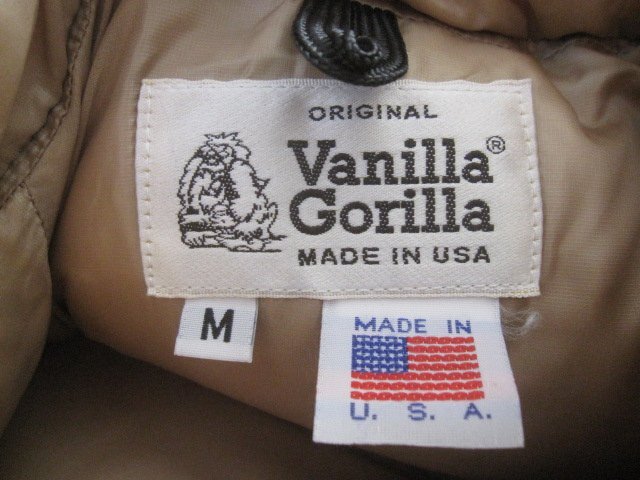 ORIGINAL
Vanilla®
Gorilla
MADE IN USA
M
MADE IN
U. S. A.